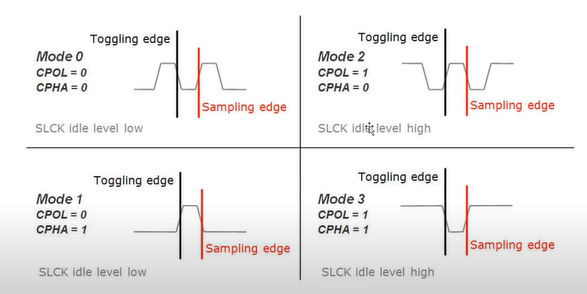 Toggling edge
Mode 0
CPOL = 0
CPHA = 0
Sampling edge
SLCK idle level low
Toggling edge
Mode 2
CPOL = 1
CPHA = 0
Sampling edge
SLCK idle level high
Toggling edge
Mode 1
CPOL = 0
CPHA = 1
Sampling edge
SLCK idle level low
Toggling edge
Mode 3
CPOL = 1
CPHA = 1
Sampling edge
SLCK idle level high